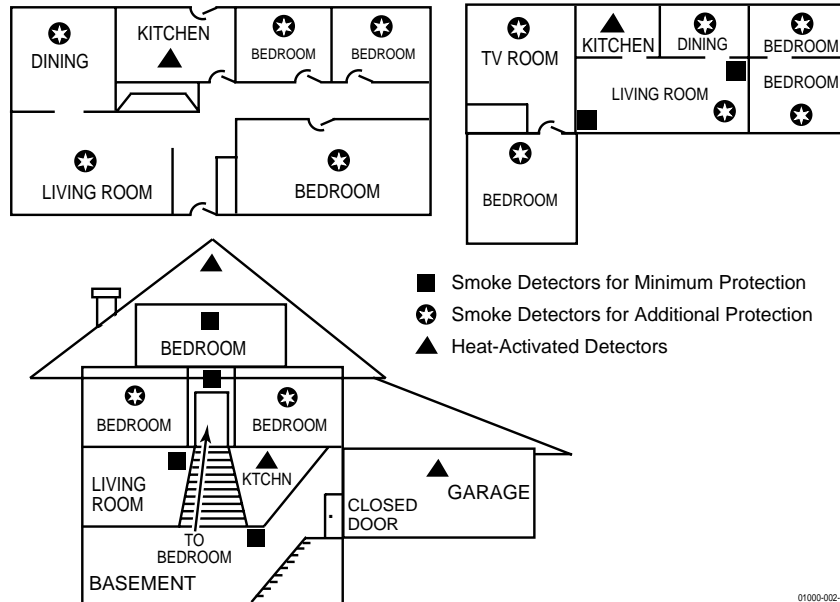 DINING
KITCHEN
BEDROOM
BEDROOM
LIVING ROOM
BEDROOM
TV ROOM
KITCHEN
DINING
BEDROOM
LIVING ROOM
BEDROOM
BEDROOM
Smoke Detectors for Minimum Protection
Smoke Detectors for Additional Protection
Heat-Activated Detectors
BEDROOM
BEDROOM
BEDROOM
LIVING
ROOM
KTCHN
CLOSED
DOOR
GARAGE
TO
BEDROOM
BASEMENT
01000-002-